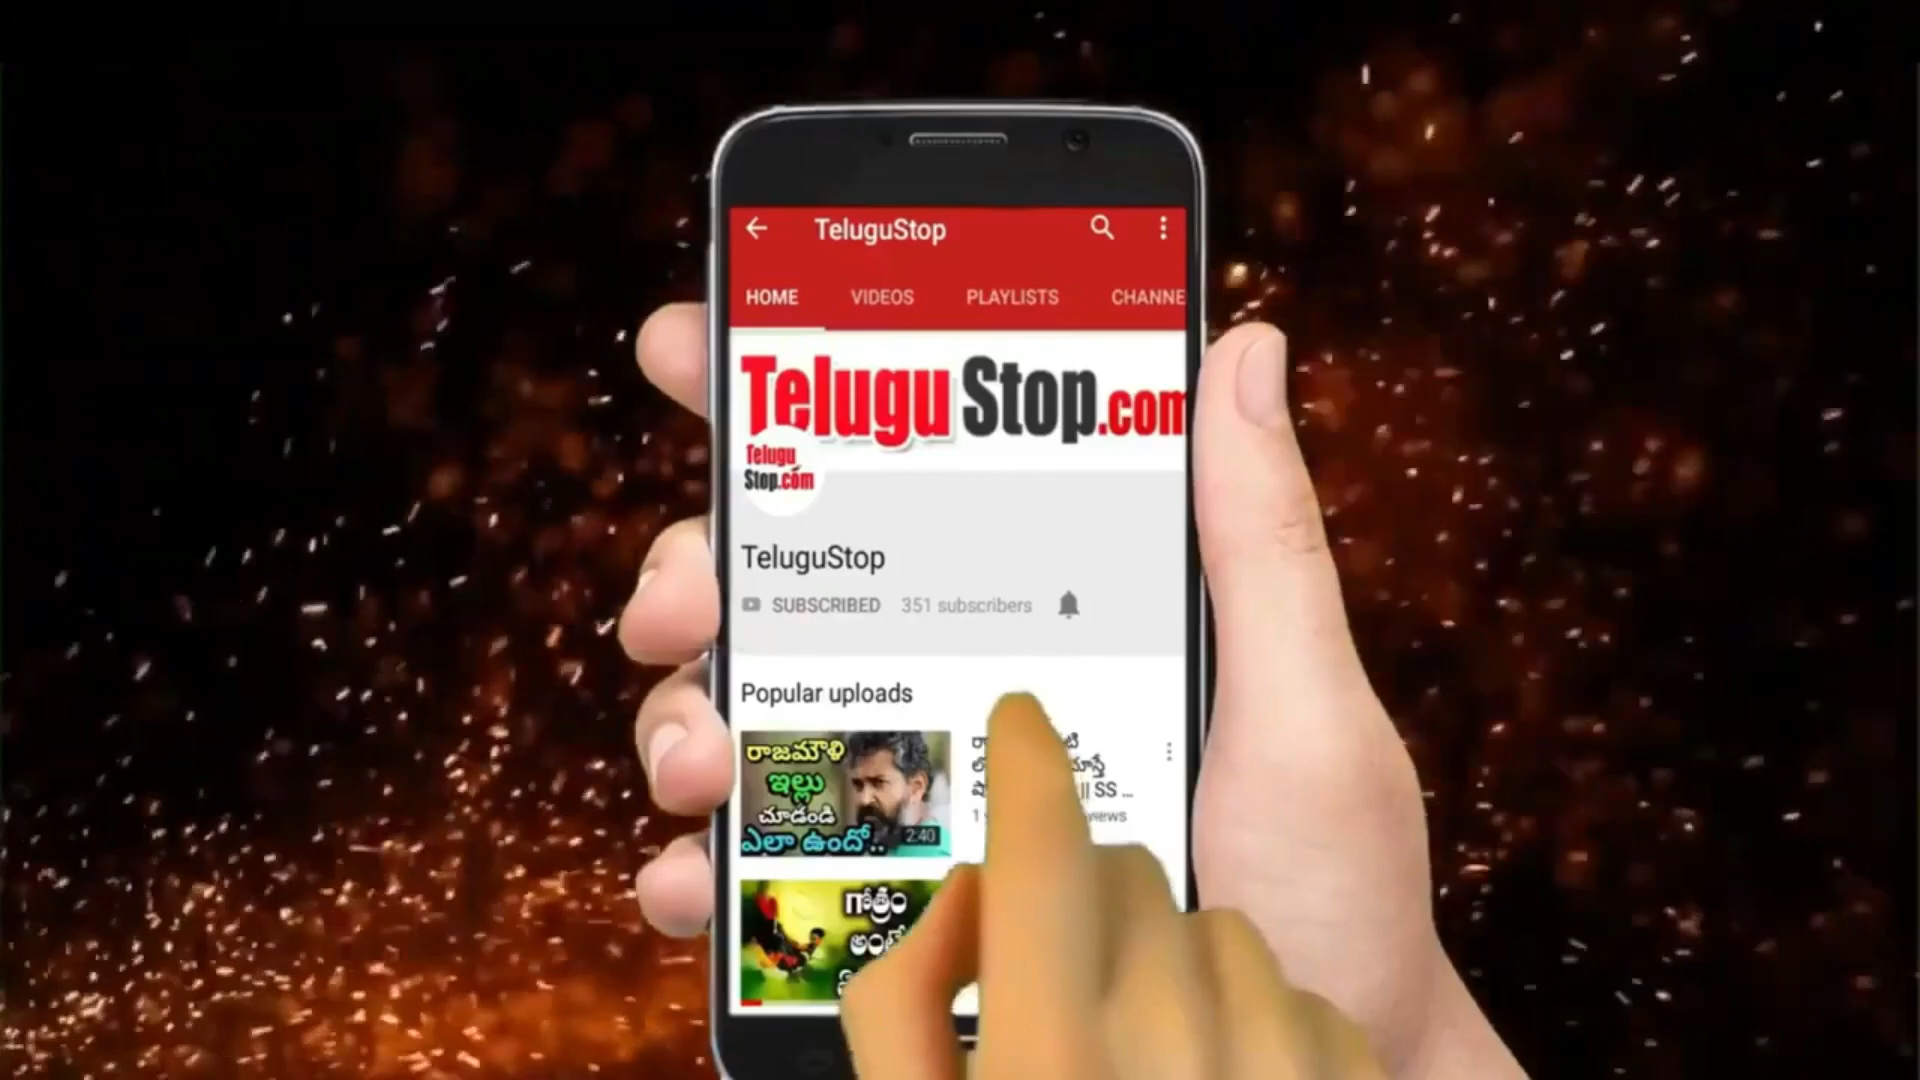 TeluguStop
HOME VIDEOS PLAYLISTS CHANNE
Telugu Stop.com
Telugu
Stop.com
TeluguStop
SUBSCRIBED 351 subscribers
Popular uploads
రాజమౌళి
ఇల్లు
చూడండి
ఎలా ఉందో..
2:40
|| SS ...
గోత్రం